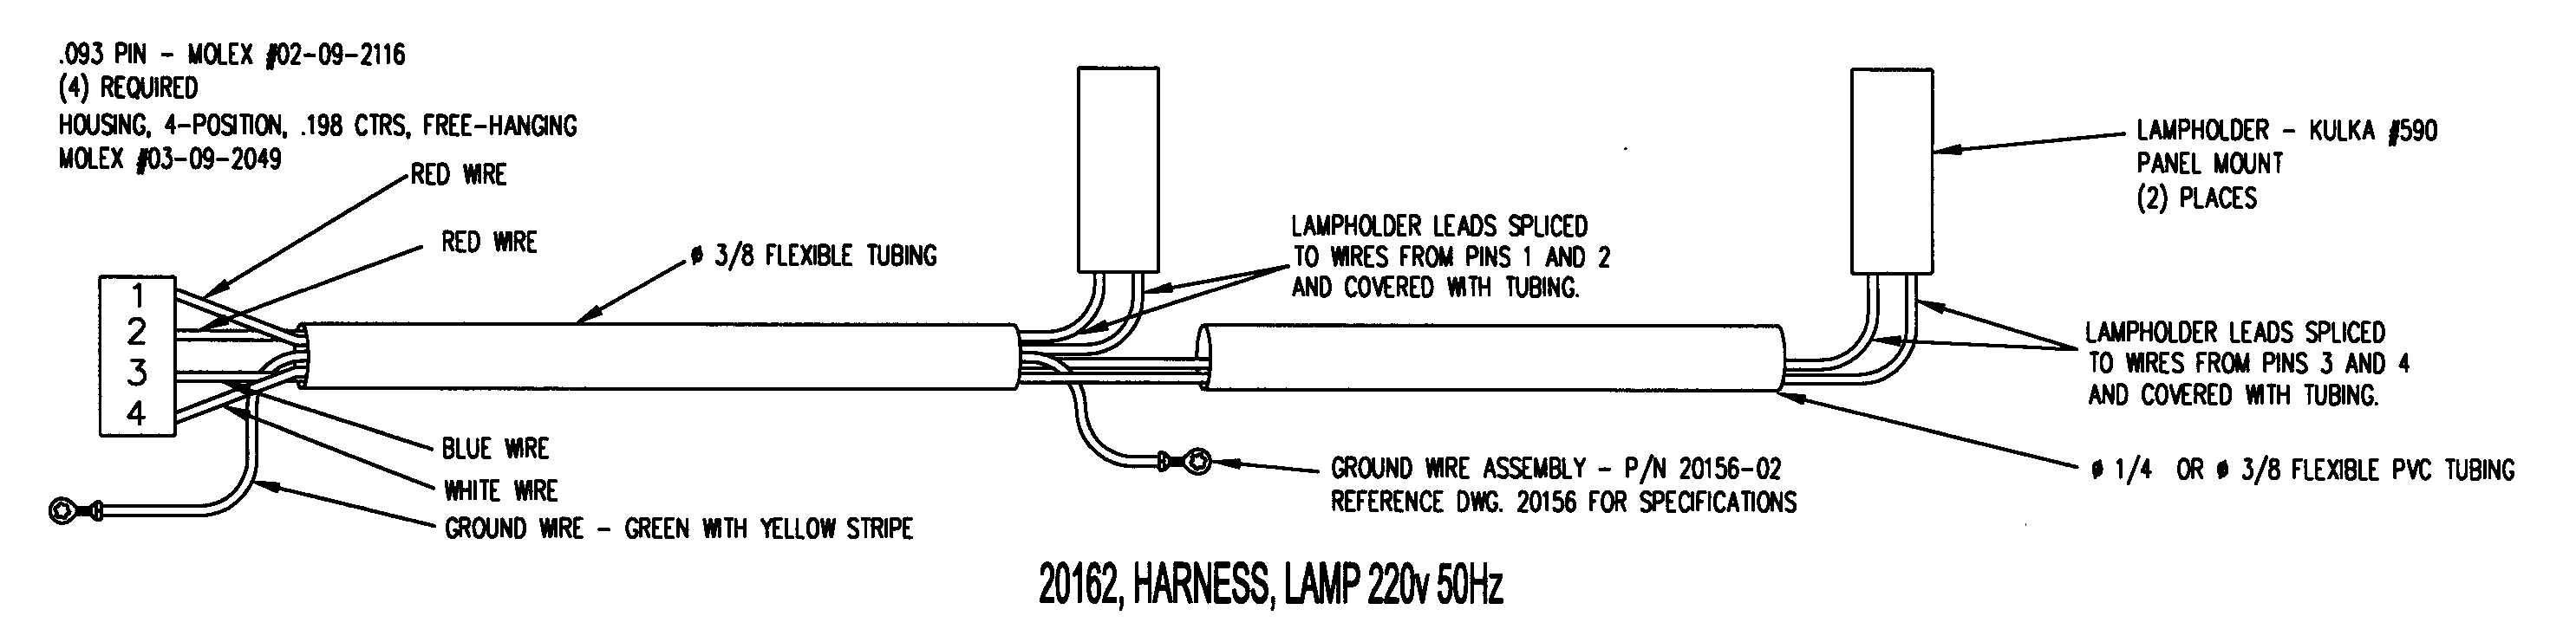 .093 PIN - MOLEX #02-09-2116
(4) REQUIRED
HOUSING, 4-POSITION, .198 CTRS, FREE-HANGING
MOLEX #03-09-2049
RED WIRE
RED WIRE
ø 3/8 FLEXIBLE TUBING
LAMPHOLDER LEADS SPLICED
TO WIRES FROM PINS 1 AND 2
AND COVERED WITH TUBING.
LAMPHOLDER - KULKA #590
PANEL MOUNT
(2) PLACES
1
2
3
4
LAMPHOLDER LEADS SPLICED
TO WIRES FROM PINS 3 AND 4
AND COVERED WITH TUBING.
BLUE WIRE
WHITE WIRE
GROUND WIRE - GREEN WITH YELLOW STRIPE
GROUND WIRE ASSEMBLY - P/N 20156-02
REFERENCE DWG. 20156 FOR SPECIFICATIONS
ø 1/4 OR ø 3/8 FLEXIBLE PVC TUBING
20162, HARNESS, LAMP 220v 50Hz